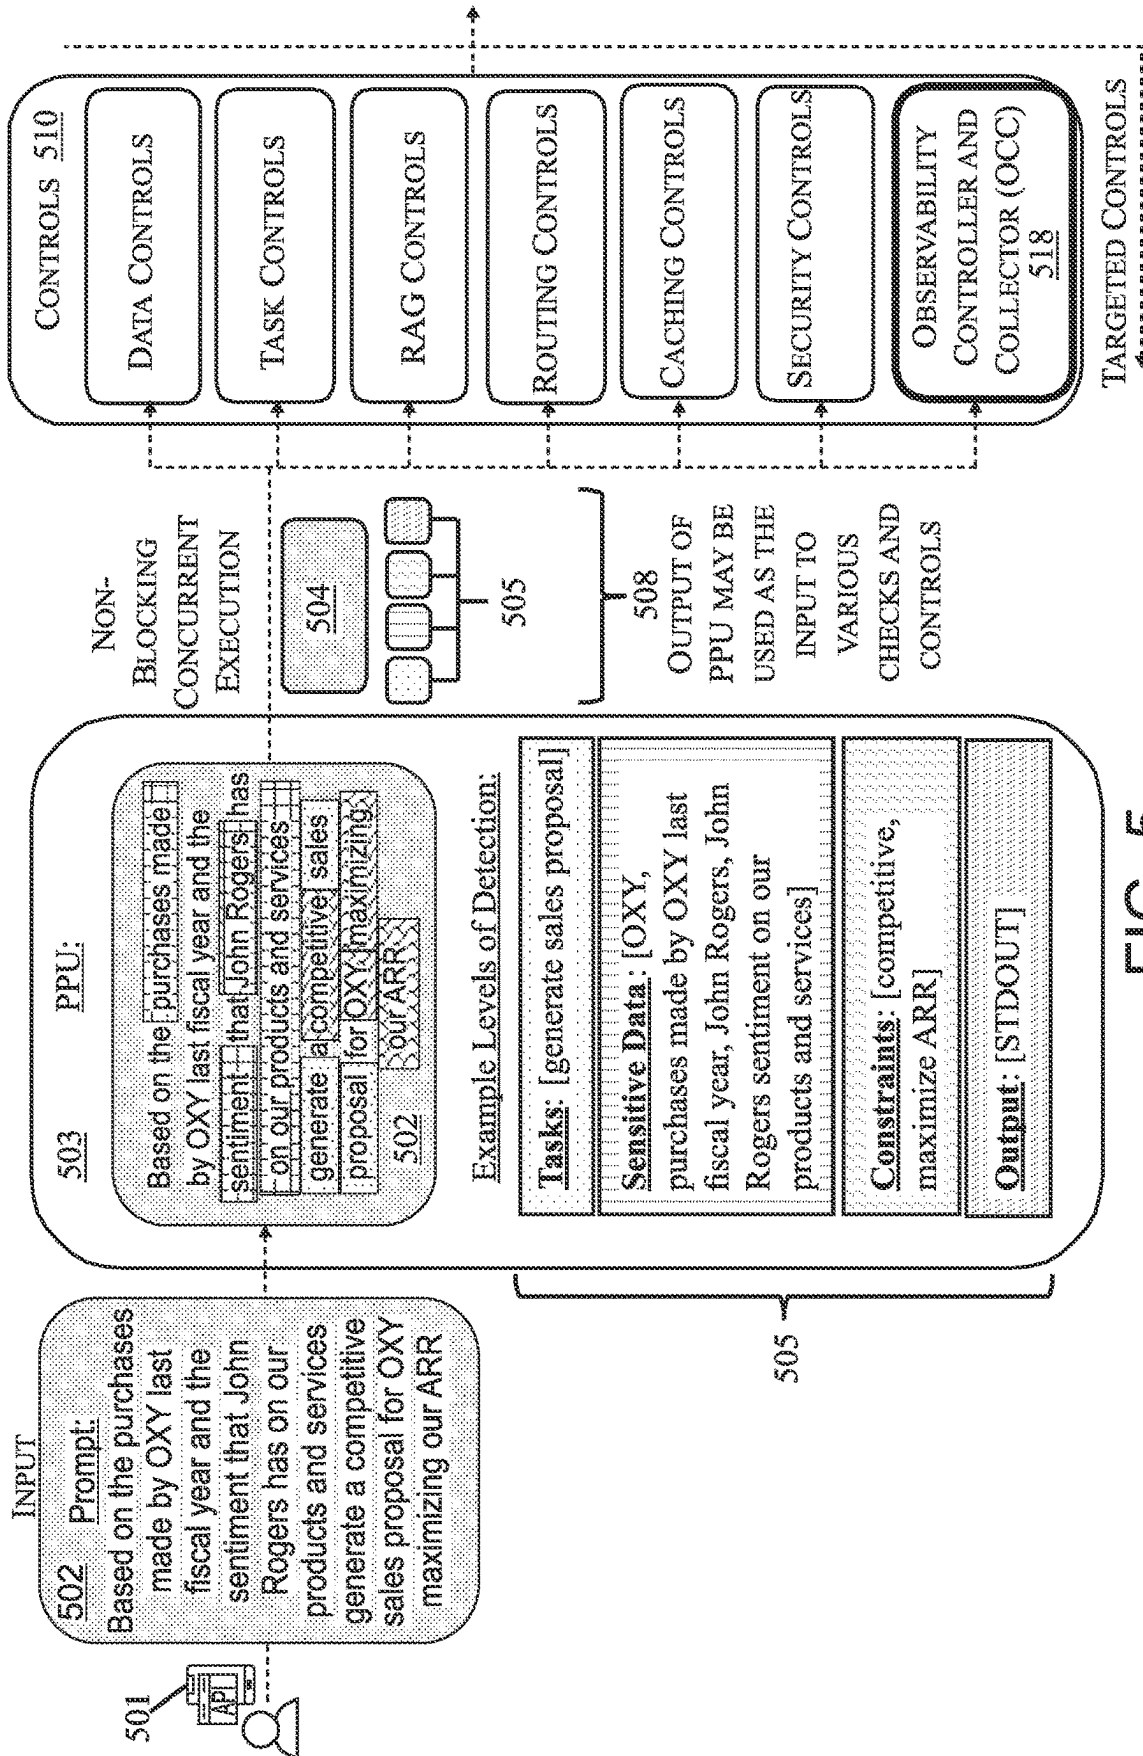 INPUT
501
API
502 Prompt:
Based on the purchases
made by OXY last
fiscal year and the
sentiment that John
Rogers has on our
products and services
generate a competitive
sales proposal for OXY
maximizing our ARR
503 PPU:
Based on the purchases made
by OXY last fiscal year and the
sentiment that John Rogers has
on our products and services
generate a competitive sales
proposal for OXY maximizing
our ARR
502
Example Levels of Detection:
Tasks: [generate sales proposal]
Sensitive Data : [OXY,
purchases made by OXY last
fiscal year, John Rogers, John
Rogers sentiment on our
products and services]
Constraints: [competitive,
maximize ARR]
Output: [STDOUT]
505
NON-
BLOCKING
CONCURRENT
EXECUTION
504
505
508
OUTPUT OF
PPU MAY BE
USED AS THE
INPUT TO
VARIOUS
CHECKS AND
CONTROLS
CONTROLS 510
DATA CONTROLS
TASK CONTROLS
RAG CONTROLS
ROUTING CONTROLS
CACHING CONTROLS
SECURITY CONTROLS
OBSERVABILITY
CONTROLLER AND
COLLECTOR (OCC)
518
TARGETED CONTROLS
FIG. 5